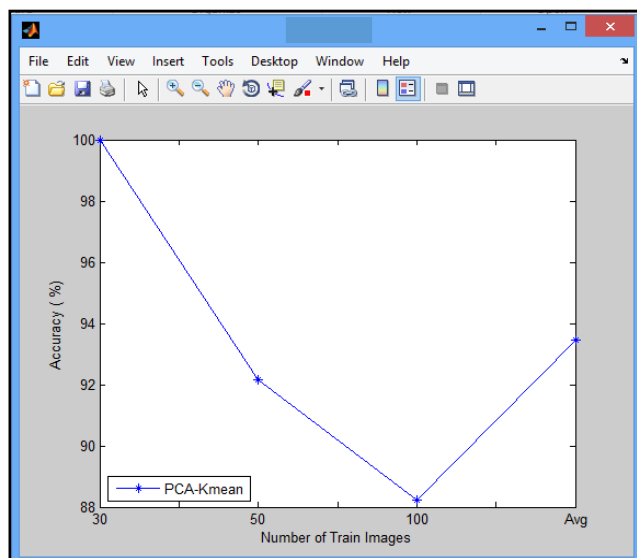 File Edit View Insert Tools Desktop Window Help
100
98
96
94
92
90
88
Accuracy ( %)
PCA-Kmean
30 50 100 Avg
Number of Train Images